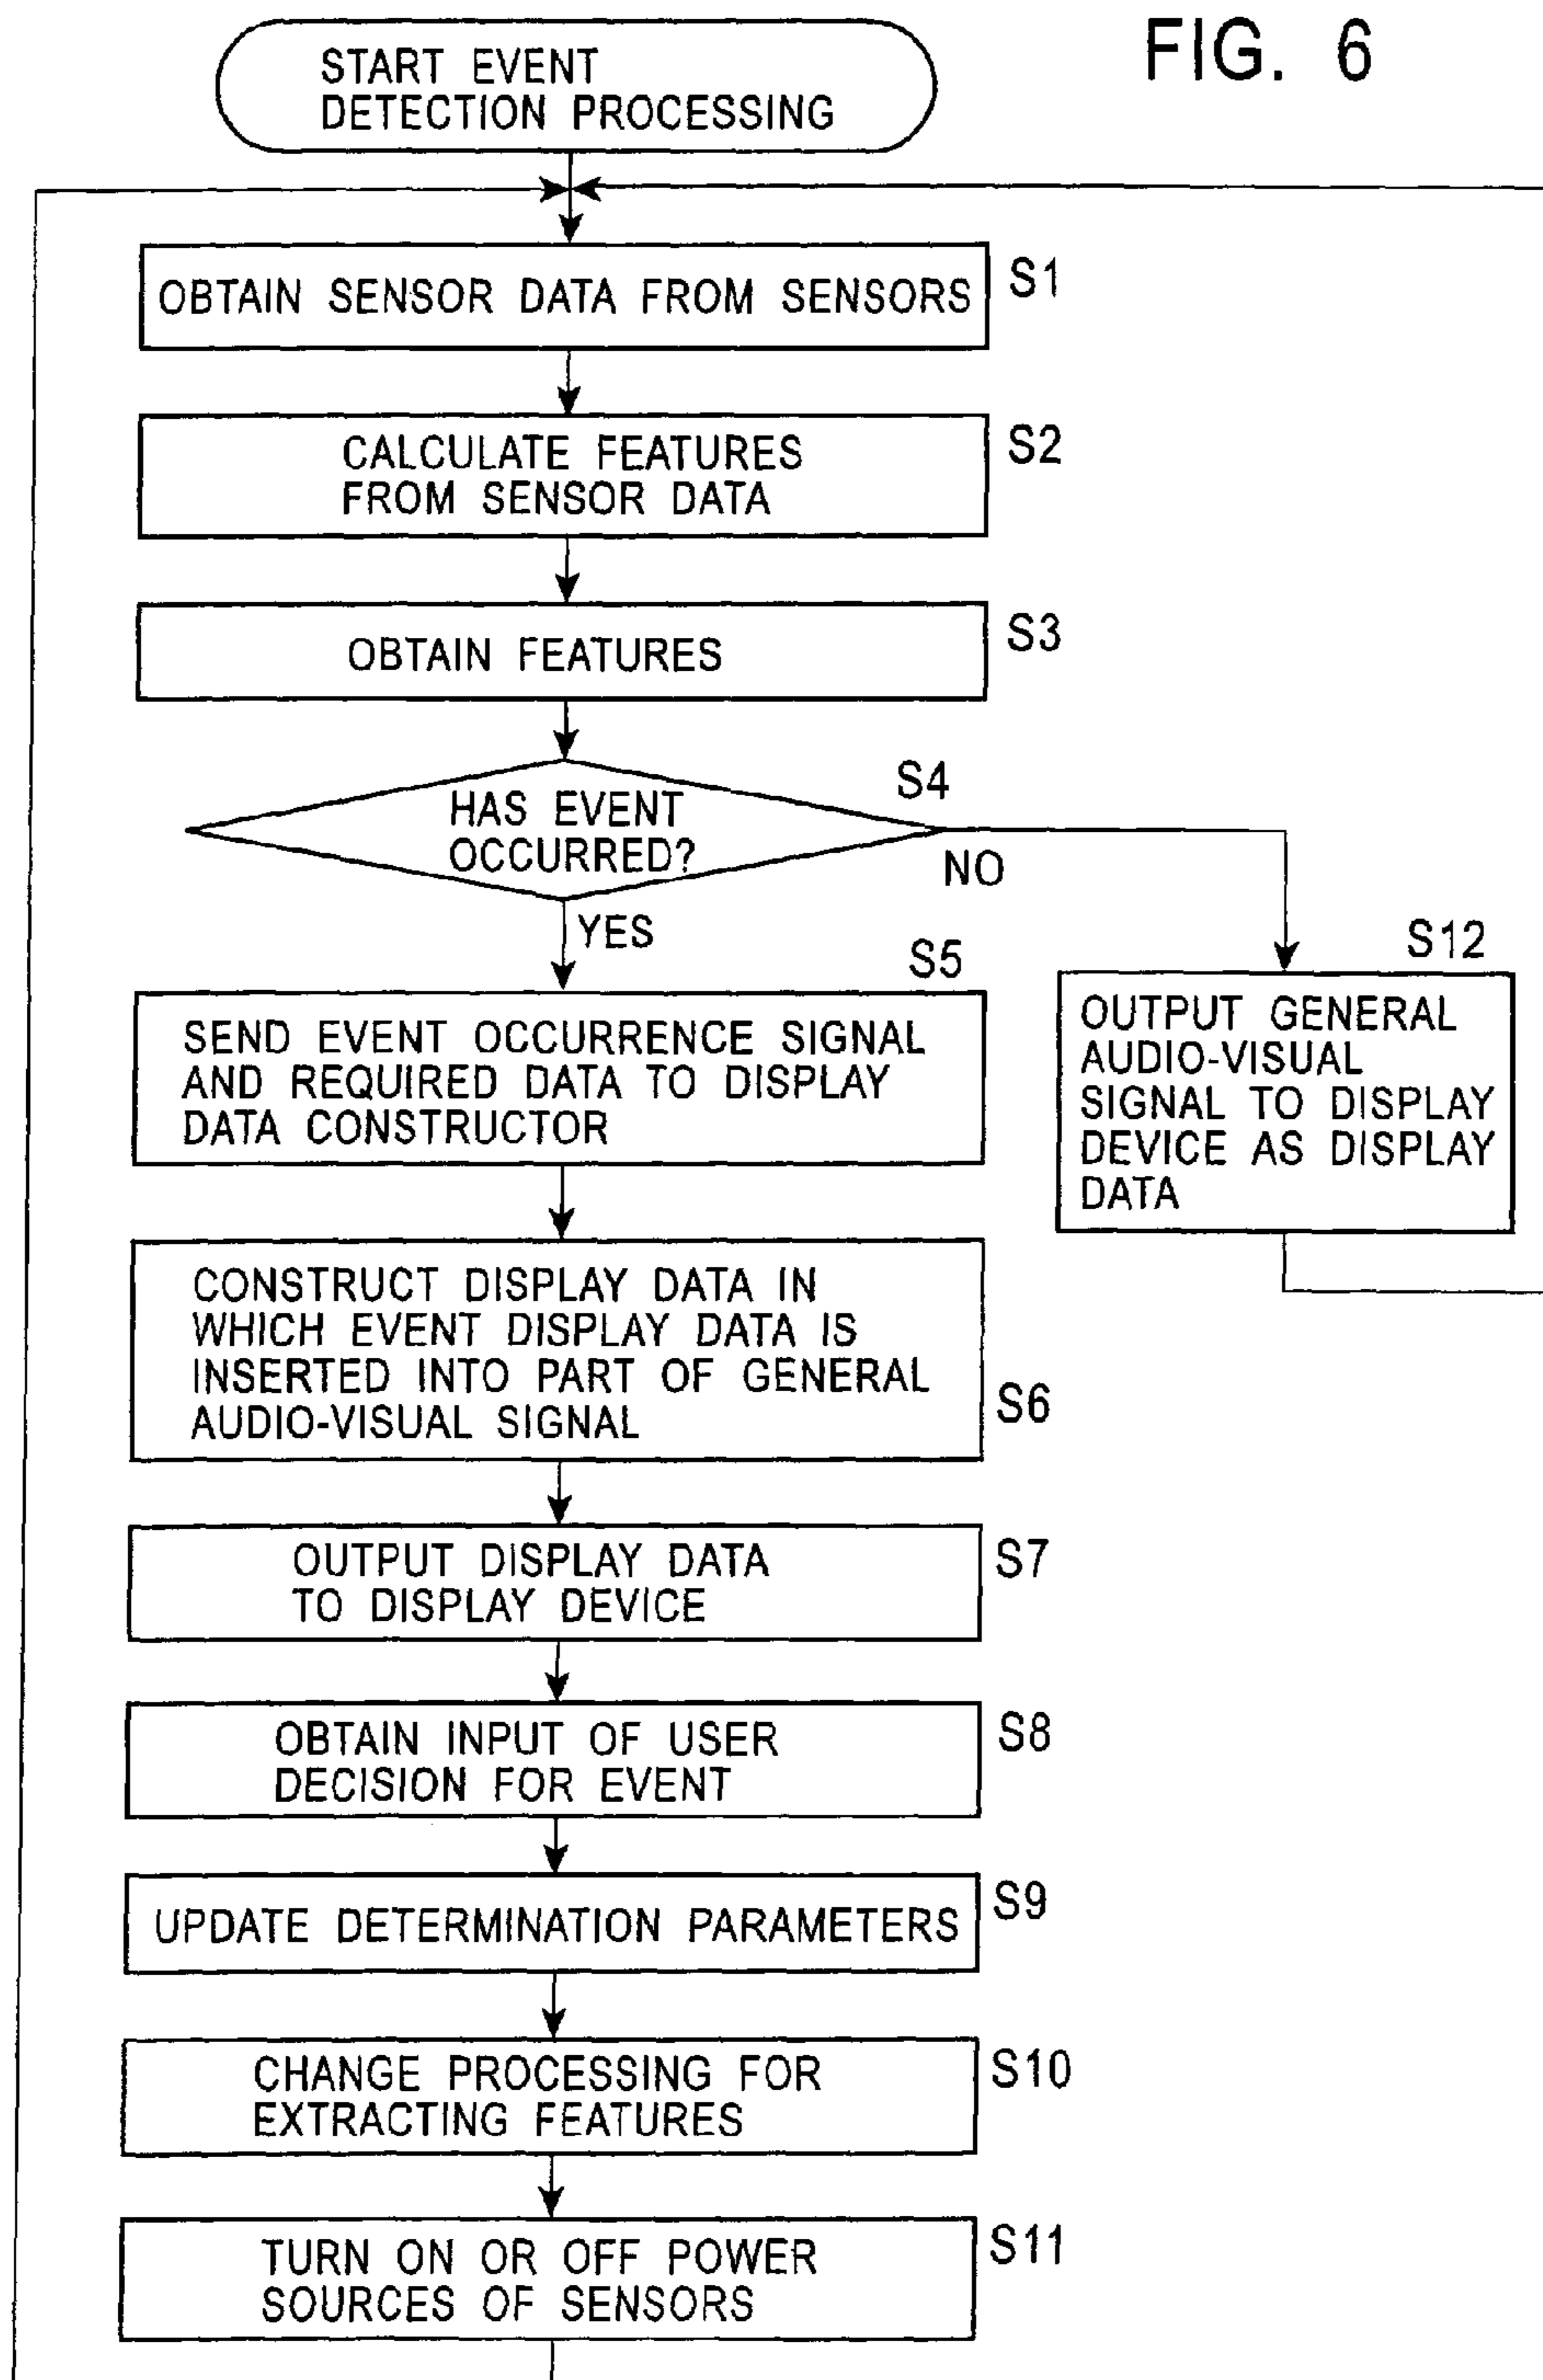 FIG. 6
START EVENT
DETECTION PROCESSING
OBTAIN SENSOR DATA FROM SENSORS
S1
CALCULATE FEATURES
FROM SENSOR DATA
S2
OBTAIN FEATURES
S3
HAS EVENT
OCCURRED?
S4
NO
YES
S5
SEND EVENT OCCURRENCE SIGNAL
AND REQUIRED DATA TO DISPLAY
DATA CONSTRUCTOR
S12
OUTPUT GENERAL
AUDIO-VISUAL
SIGNAL TO DISPLAY
DEVICE AS DISPLAY
DATA
CONSTRUCT DISPLAY DATA IN
WHICH EVENT DISPLAY DATA IS
INSERTED INTO PART OF GENERAL
AUDIO-VISUAL SIGNAL
S6
OUTPUT DISPLAY DATA
TO DISPLAY DEVICE
S7
OBTAIN INPUT OF USER
DECISION FOR EVENT
S8
UPDATE DETERMINATION PARAMETERS
S9
CHANGE PROCESSING FOR
EXTRACTING FEATURES
S10
TURN ON OR OFF POWER
SOURCES OF SENSORS
S11